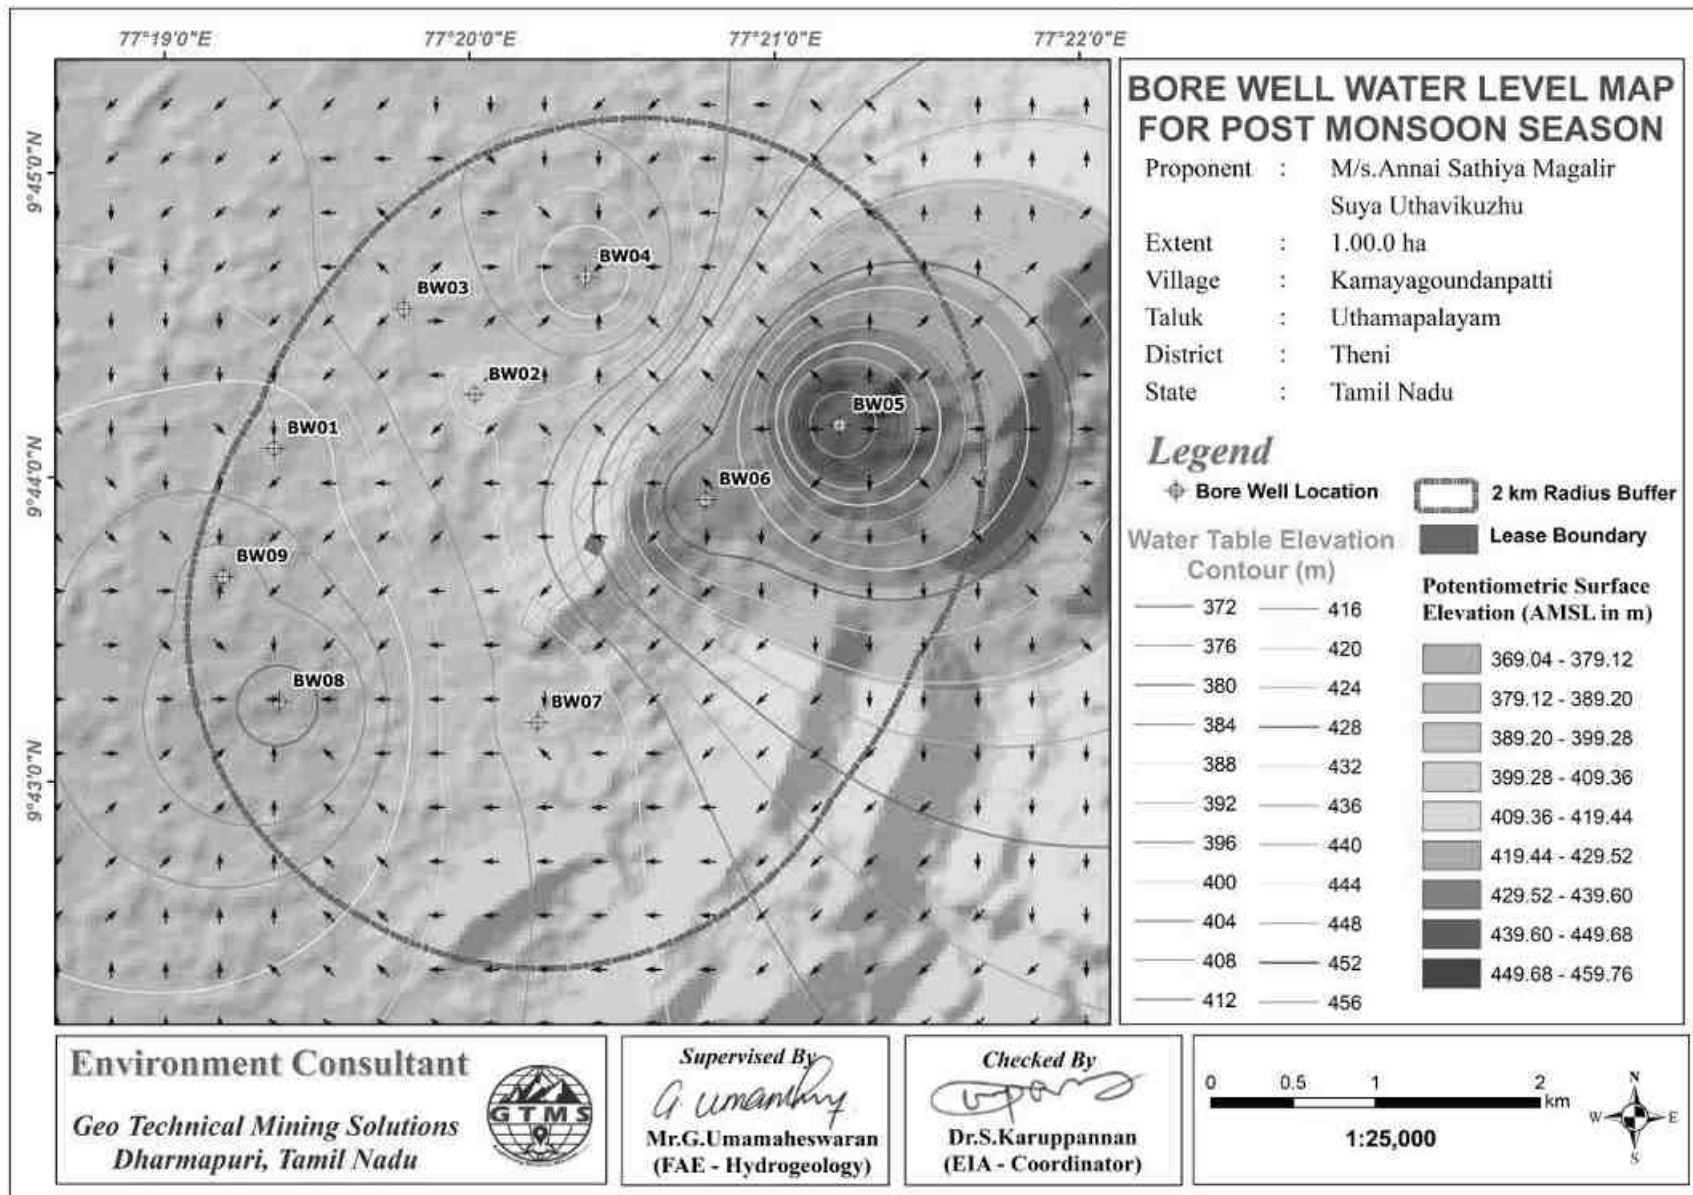 77°19'0"E 77°20'0"E 77°21'0"E 77°22'0"E
9°45'0"N
9°44'0"N
9°43'0"N
BW04
BW03
BW02
BW05
BW01
BW06
BW09
BW08
BW07
BORE WELL WATER LEVEL MAP
FOR POST MONSOON SEASON
Proponent : M/s.Annai Sathiya Magalir
Suya Uthavikuzhu
Extent : 1.00.0 ha
Village : Kamayagoundanpatti
Taluk : Uthamapalayam
District : Theni
State : Tamil Nadu
Legend
Bore Well Location
2 km Radius Buffer
Lease Boundary
Water Table Elevation
Contour (m)
372 416
376 420
380 424
384 428
388 432
392 436
396 440
400 444
404 448
408 452
412 456
Potentiometric Surface
Elevation (AMSL in m)
369.04 - 379.12
379.12 - 389.20
389.20 - 399.28
399.28 - 409.36
409.36 - 419.44
419.44 - 429.52
429.52 - 439.60
439.60 - 449.68
449.68 - 459.76
Environment Consultant
Geo Technical Mining Solutions
Dharmapuri, Tamil Nadu
GTMS
Supervised By
Mr.G.Umamaheswaran
(FAE - Hydrogeology)
Checked By
Dr.S.Karuppannan
(EIA - Coordinator)
0 0.5 1 2
km
1:25,000
N
W E
S